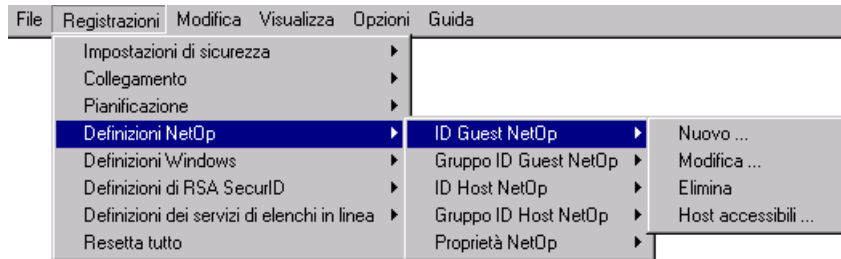 File Registrazioni Modifica Visualizza Opzioni Guida
Impostazioni di sicurezza
Collegamento
Pianificazione
Definizioni NetOp ID Guest NetOp Nuovo ...
Definizioni Windows Gruppo ID Guest NetOp Modifica ...
Definizioni di RSA SecurID ID Host NetOp Elimina
Definizioni dei servizi di elenchi in linea Gruppo ID Host NetOp Host accessibili ...
Resetta tutto Proprietà NetOp